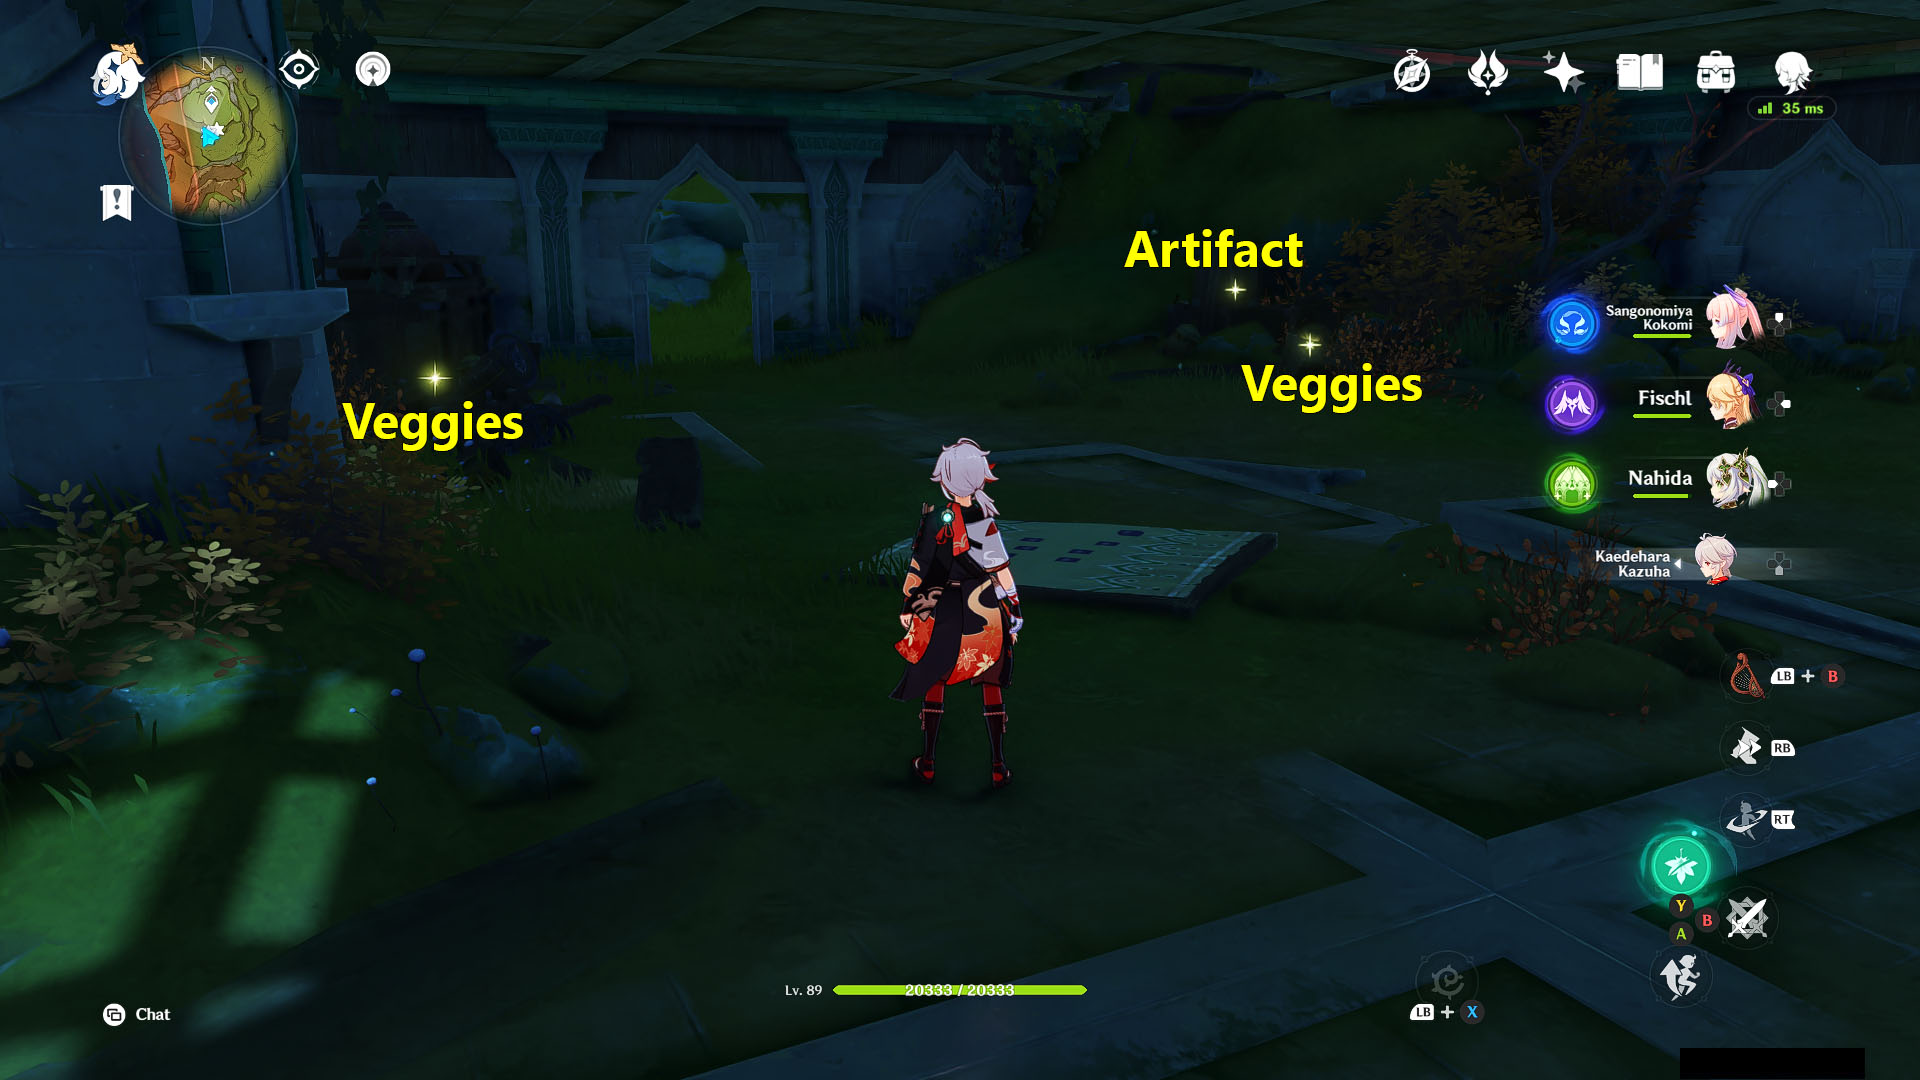 N
35 ms
Artifact
Sangonomiya
Kokomi
Veggies
Veggies
Fischl
Nahida
Kaedehara
Kazuha
LB + B
RB
RT
Y
B
A
Lv. 89 20333 / 20333
LB + X
Chat